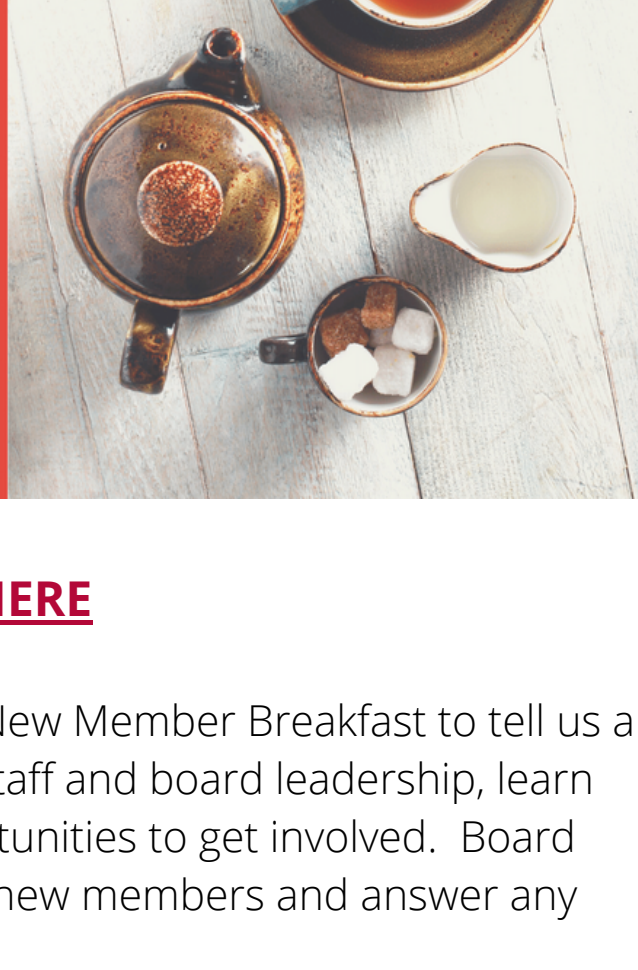 HERE
New Member Breakfast to tell us a
taff and board leadership, learn
tunities to get involved.  Board
new members and answer any